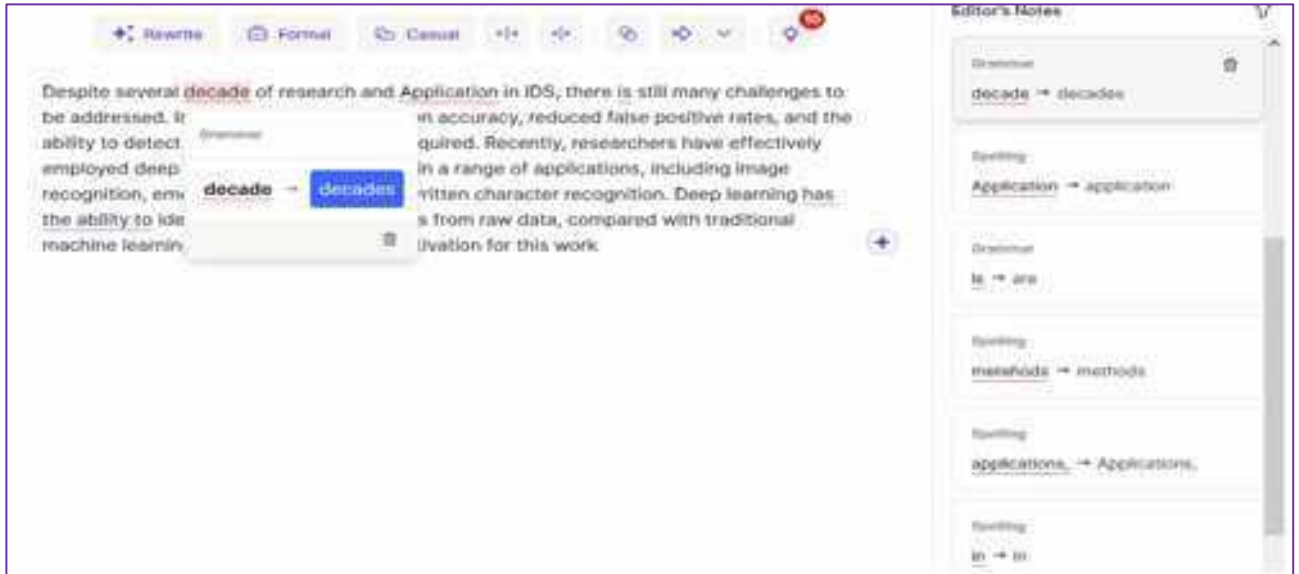 Editor's Notes
Rewrite Formal Casual
Grammar
decade → decades
Despite several decade of research and Application in IDS, there is still many challenges to
be addressed. accuracy, reduced false positive rates, and the
ability to detect quired. Recently, researchers have effectively
employed deep in a range of applications, including image
recognition, eme ritten character recognition. Deep learning has
the ability to ide s from raw data, compared with traditional
machine learnin ivation for this work
Grammar
decade → decades
Spelling
Application → application
Grammar
is → are
Spelling
→ methods
Spelling
applications, → Applications,
Spelling
in → in